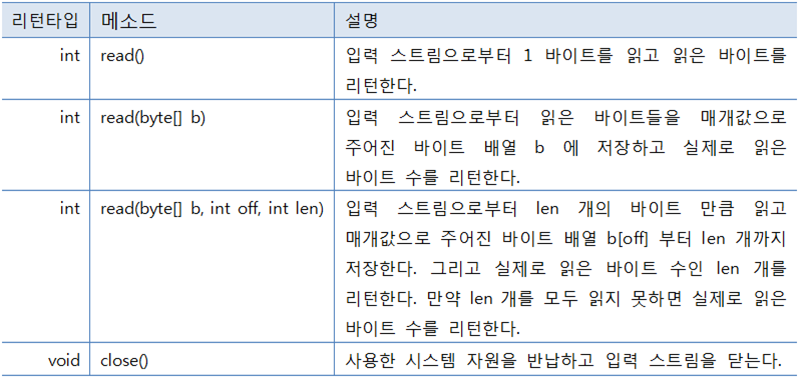 리턴타입 메소드 설명
int read() 입력 스트림으로부터 1 바이트를 읽고 읽은 바이트를
리턴한다.
int read(byte[] b) 입력 스트림으로부터 읽은 바이트들을 매개값으로
주어진 바이트 배열 b 에 저장하고 실제로 읽은
바이트 수를 리턴한다.
int read(byte[] b, int off, int len) 입력 스트림으로부터 len 개의 바이트 만큼 읽고
매개값으로 주어진 바이트 배열 b[off] 부터 len 개까지
저장한다. 그리고 실제로 읽은 바이트 수인 len 개를
리턴한다. 만약 len 개를 모두 읽지 못하면 실제로 읽은
바이트 수를 리턴한다.
void close() 사용한 시스템 자원을 반납하고 입력 스트림을 닫는다.